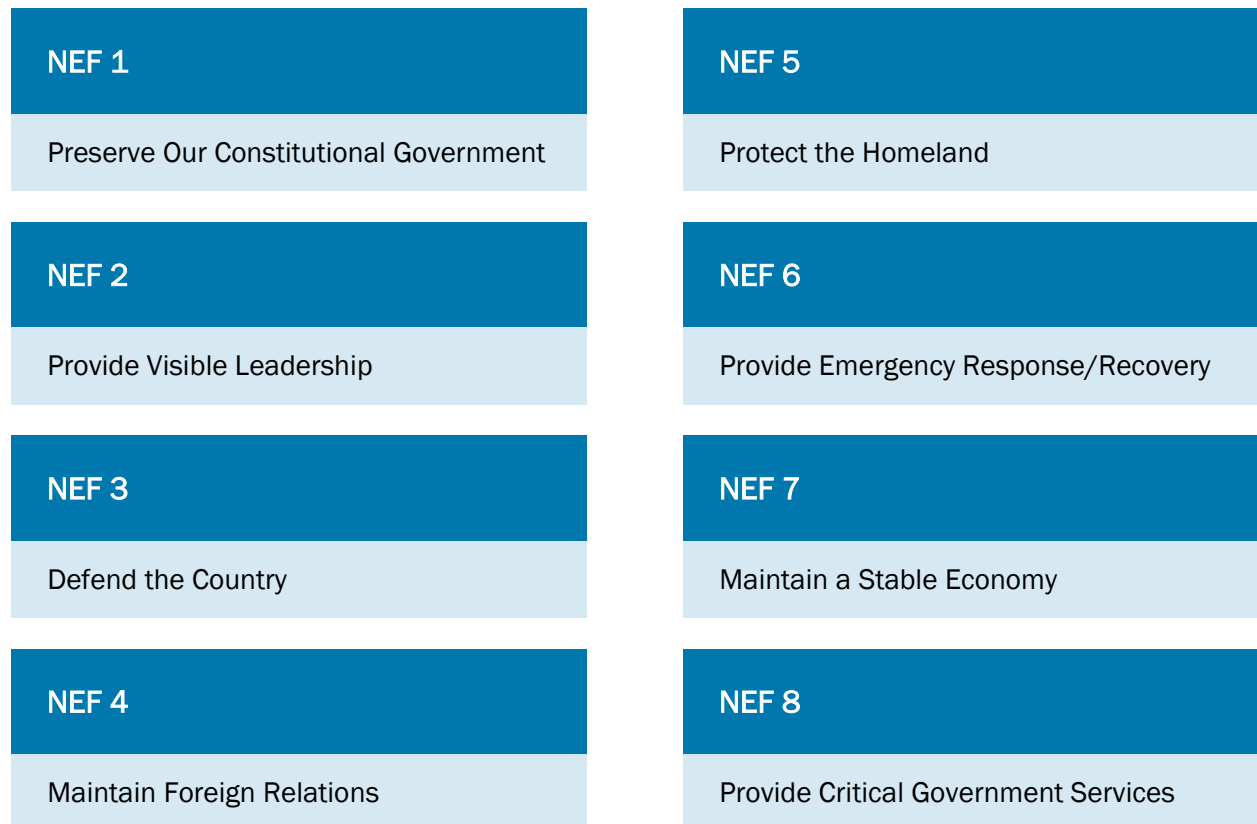 NEF 1
Preserve Our Constitutional Government
NEF 2
Provide Visible Leadership
NEF 3
Defend the Country
NEF 4
Maintain Foreign Relations
NEF 5
Protect the Homeland
NEF 6
Provide Emergency Response/Recovery
NEF 7
Maintain a Stable Economy
NEF 8
Provide Critical Government Services